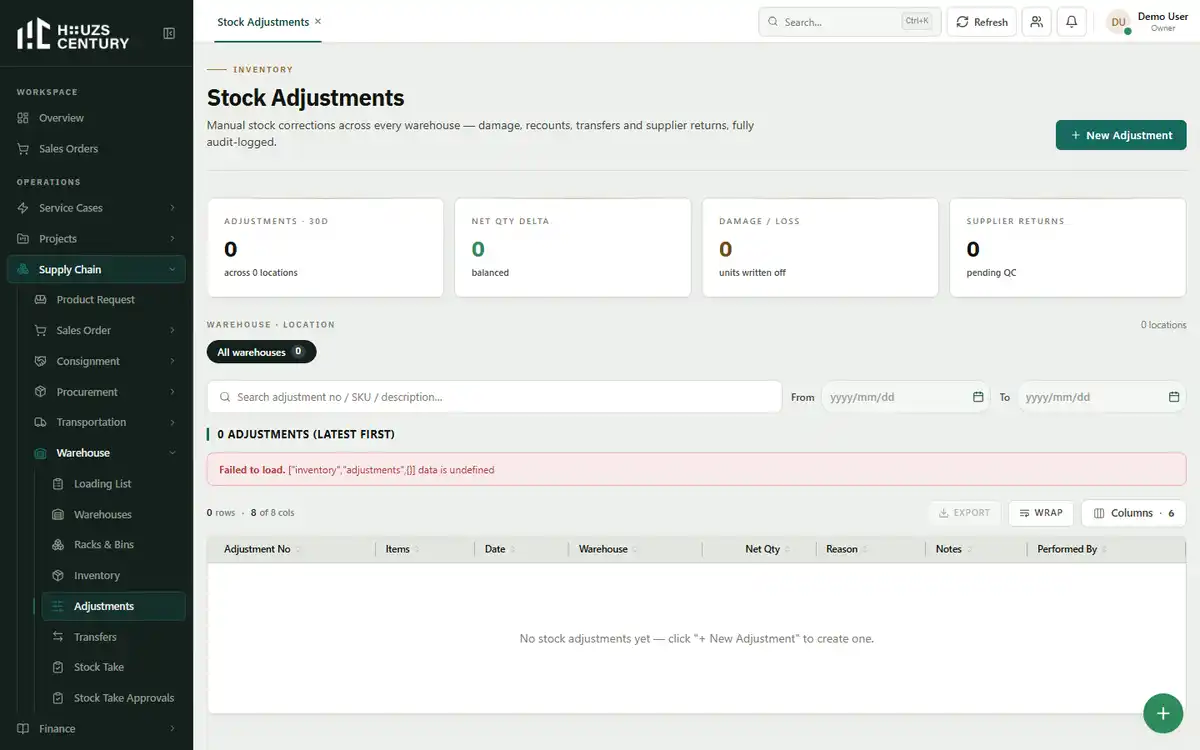 HOUZS
CENTURY
WORKSPACE
Overview
Sales Orders
OPERATIONS
Service Cases
Projects
Supply Chain
Product Request
Sales Order
Consignment
Procurement
Transportation
Warehouse
Loading List
Warehouses
Racks & Bins
Inventory
Adjustments
Transfers
Stock Take
Stock Take Approvals
Finance
Stock Adjustments ×
Search... Ctrl+K
Refresh
DU
Demo User
Owner
INVENTORY
Stock Adjustments
Manual stock corrections across every warehouse — damage, recounts, transfers and supplier returns, fully
audit-logged.
+ New Adjustment
ADJUSTMENTS · 30D
0
across 0 locations
NET QTY DELTA
0
balanced
DAMAGE / LOSS
0
units written off
SUPPLIER RETURNS
0
pending QC
WAREHOUSE · LOCATION
0 locations
All warehouses 0
Search adjustment no / SKU / description...
From yyyy/mm/dd To yyyy/mm/dd
0 ADJUSTMENTS (LATEST FIRST)
Failed to load. ["inventory","adjustments",{}] data is undefined
0 rows · 8 of 8 cols
EXPORT
WRAP
Columns · 6
Adjustment No Items Date Warehouse Net Qty Reason Notes Performed By
No stock adjustments yet — click "+ New Adjustment" to create one.
+